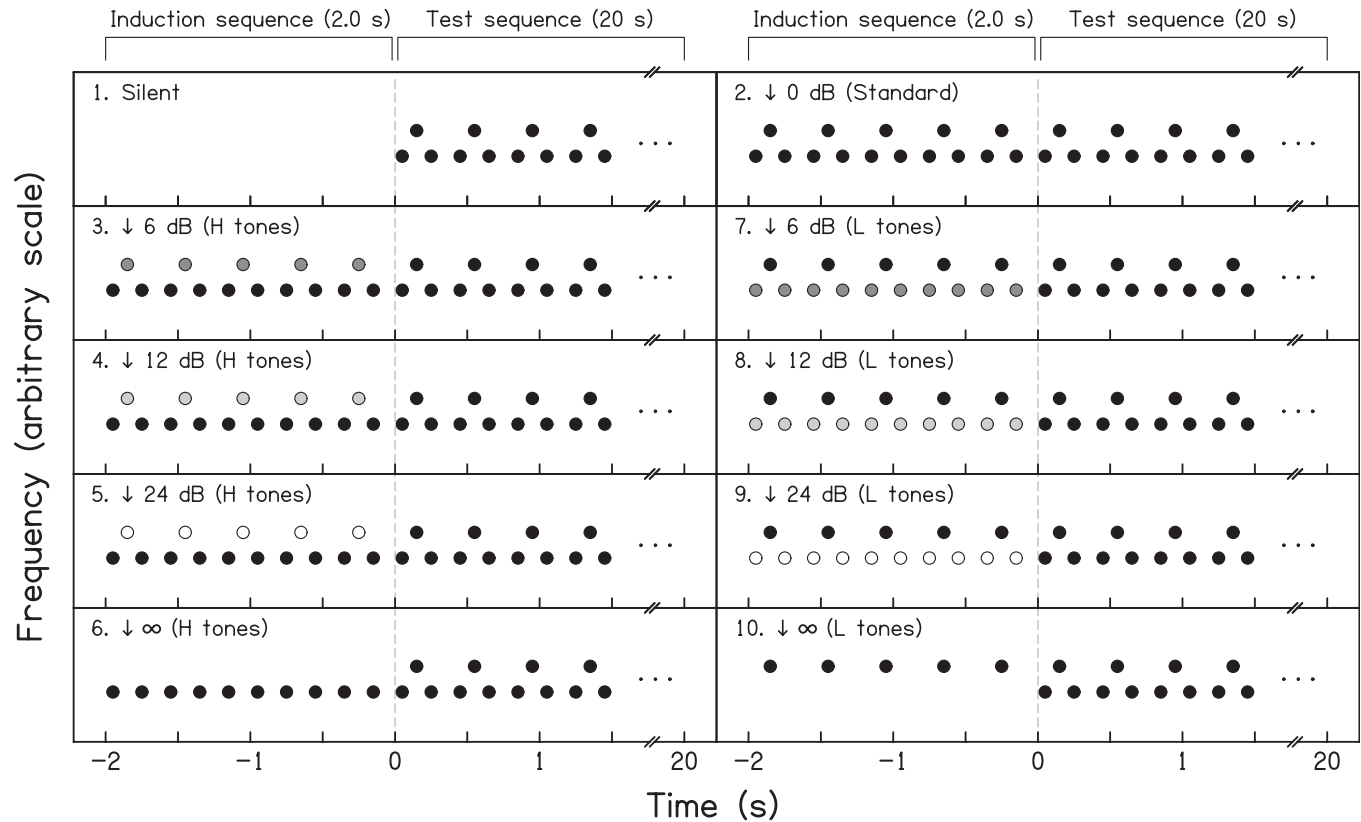 Induction sequence (2.0 s) Test sequence (20 s) Induction sequence (2.0 s) Test sequence (20 s)
1. Silent
2. ↓ 0 dB (Standard)
3. ↓ 6 dB (H tones)
7. ↓ 6 dB (L tones)
4. ↓ 12 dB (H tones)
8. ↓ 12 dB (L tones)
5. ↓ 24 dB (H tones)
9. ↓ 24 dB (L tones)
6. ↓ ∞ (H tones)
10. ↓ ∞ (L tones)
Frequency (arbitrary scale)
−2 −1 0 1 20 −2 −1 0 1 20
Time (s)